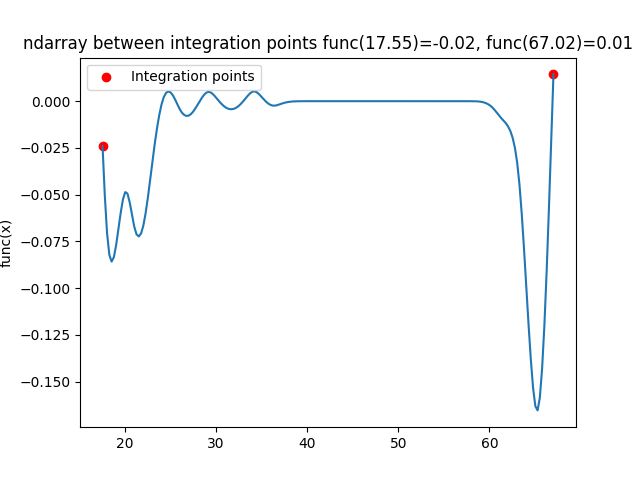 ndarray between integration points func(17.55)=-0.02, func(67.02)=0.01
Integration points
0.000
−0.025
−0.050
−0.075
−0.100
−0.125
−0.150
func(x)
20 30 40 50 60